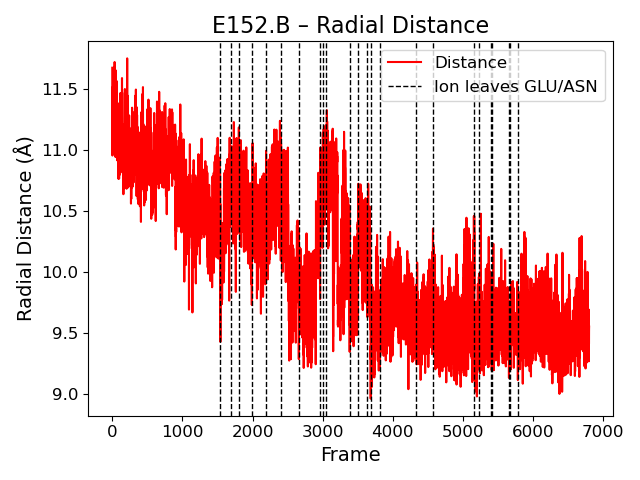 E152.B – Radial Distance
Distance
Ion leaves GLU/ASN
Radial Distance (Å)
11.5
11.0
10.5
10.0
9.5
9.0
0 1000 2000 3000 4000 5000 6000 7000
Frame